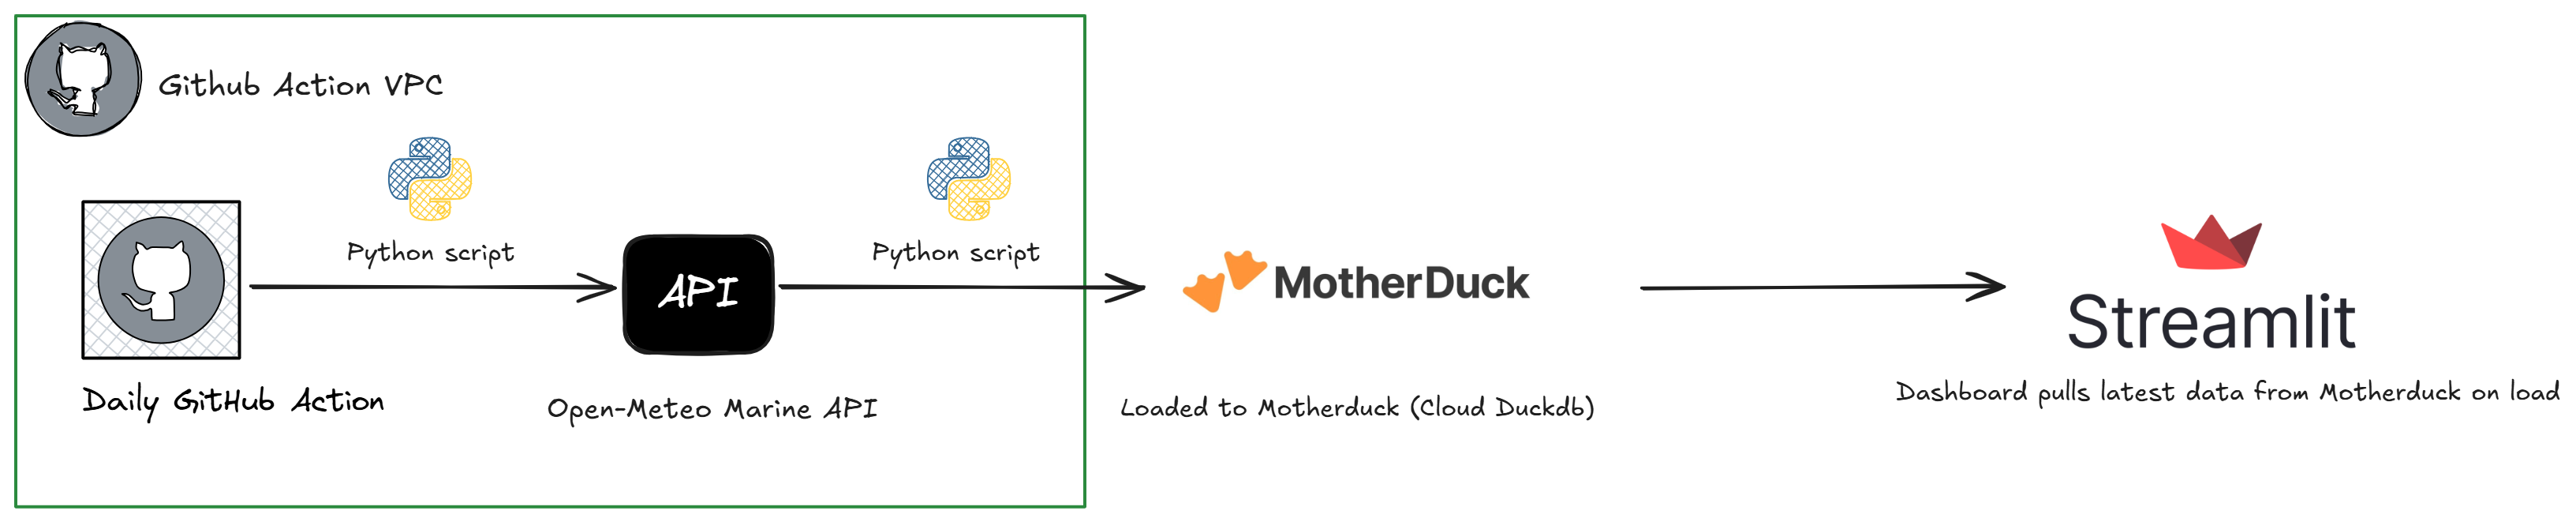 Github Action VPC
Python script
Python script
API
MotherDuck
Streamlit
Daily GitHub Action
Open-Meteo Marine API
Loaded to Motherduck (Cloud Duckdb)
Dashboard pulls latest data from Motherduck on load